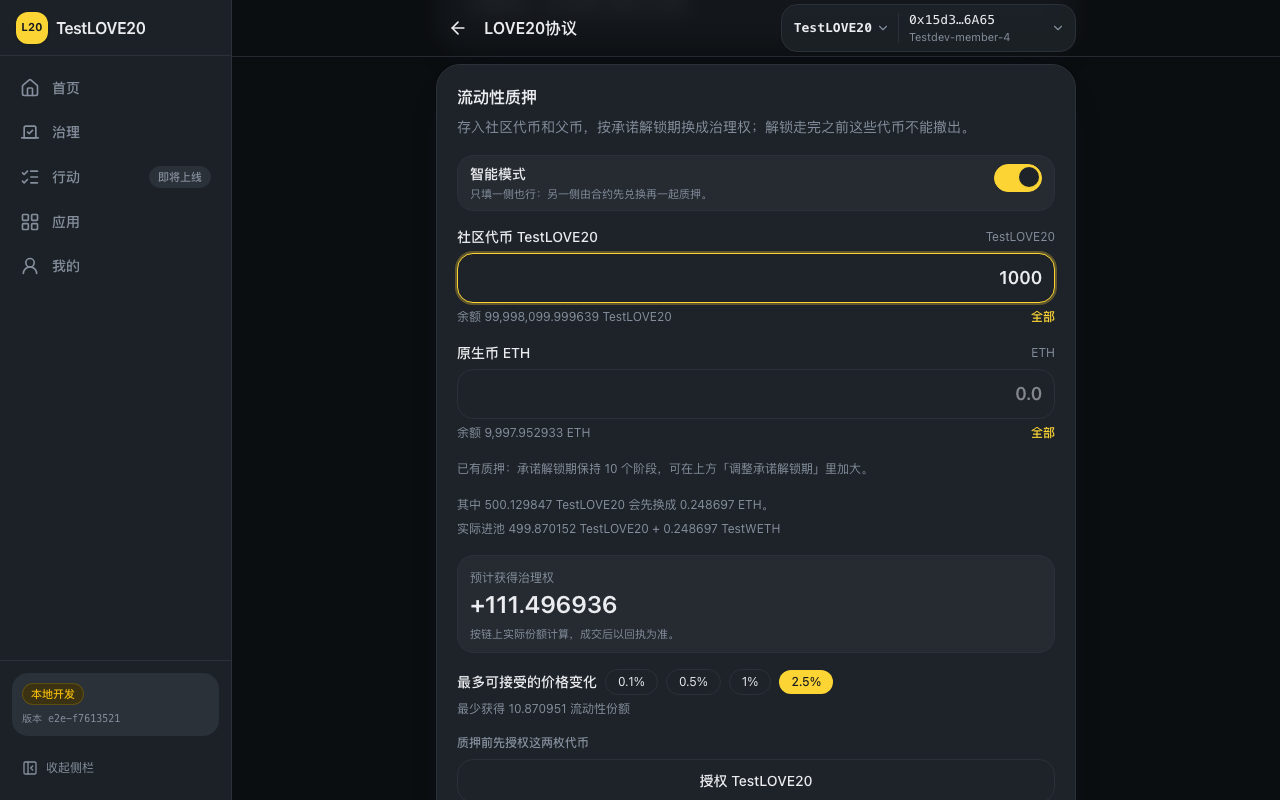 L20 TestLOVE20
首页
治理
行动 即将上线
应用
我的
本地开发
版本 e2e-f7613521
收起侧栏
LOVE20协议
TestLOVE20
0x15d3…6A65
Testdev-member-4
流动性质押
存入社区代币和父币，按承诺解锁期换成治理权；解锁走完之前这些代币不能撤出。
智能模式
只填一侧也行：另一侧由合约先兑换再一起质押。
社区代币 TestLOVE20 TestLOVE20
1000
余额 99,998,099.999639 TestLOVE20 全部
原生币 ETH ETH
0.0
余额 9,997.952933 ETH 全部
已有质押：承诺解锁期保持 10 个阶段，可在上方「调整承诺解锁期」里加大。
其中 500.129847 TestLOVE20 会先换成 0.248697 ETH。
实际进池 499.870152 TestLOVE20 + 0.248697 TestWETH
预计获得治理权
+111.496936
按链上实际份额计算，成交后以回执为准。
最多可接受的价格变化 0.1% 0.5% 1% 2.5%
最少获得 10.870951 流动性份额
质押前先授权这两枚代币
授权 TestLOVE20